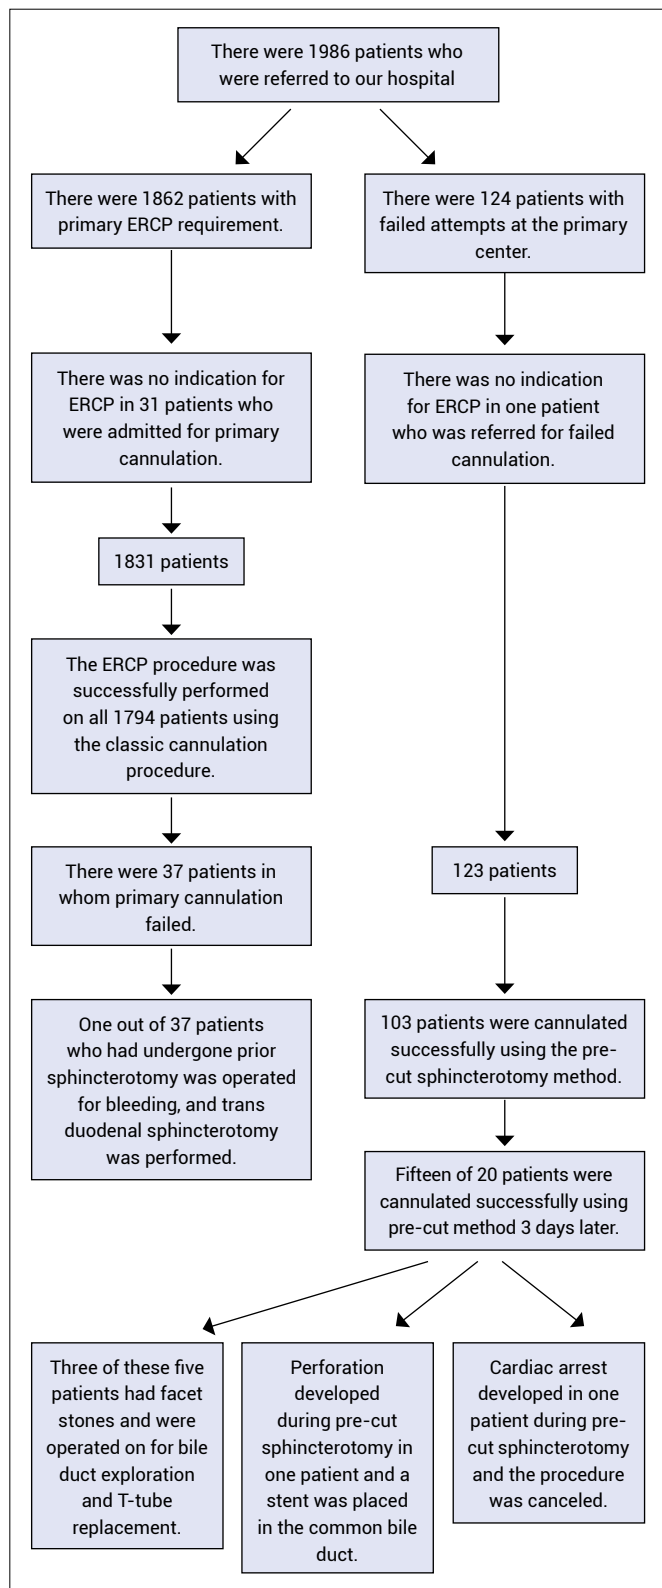 There were 1986 patients who
were referred to our hospital
There were 1862 patients with
primary ERCP requirement.
There were 124 patients with
failed attempts at the primary
center.
There was no indication for
ERCP in 31 patients who
were admitted for primary
cannulation.
There was no indication
for ERCP in one patient
who was referred for failed
cannulation.
1831 patients
The ERCP procedure was
successfully performed
on all 1794 patients using
the classic cannulation
procedure.
There were 37 patients in
whom primary cannulation
failed.
123 patients
One out of 37 patients
who had undergone prior
sphincterotomy was operated
for bleeding, and trans
duodenal sphincterotomy
was performed.
103 patients were cannulated
successfully using the pre-
cut sphincterotomy method.
Fifteen of 20 patients were
cannulated successfully using
pre-cut method 3 days later.
Three of these five
patients had facet
stones and were
operated on for bile
duct exploration
and T-tube
replacement.
Perforation
developed
during pre-cut
sphincterotomy in
one patient and a
stent was placed
in the common bile
duct.
Cardiac arrest
developed in one
patient during pre-
cut sphincterotomy
and the procedure
was canceled.